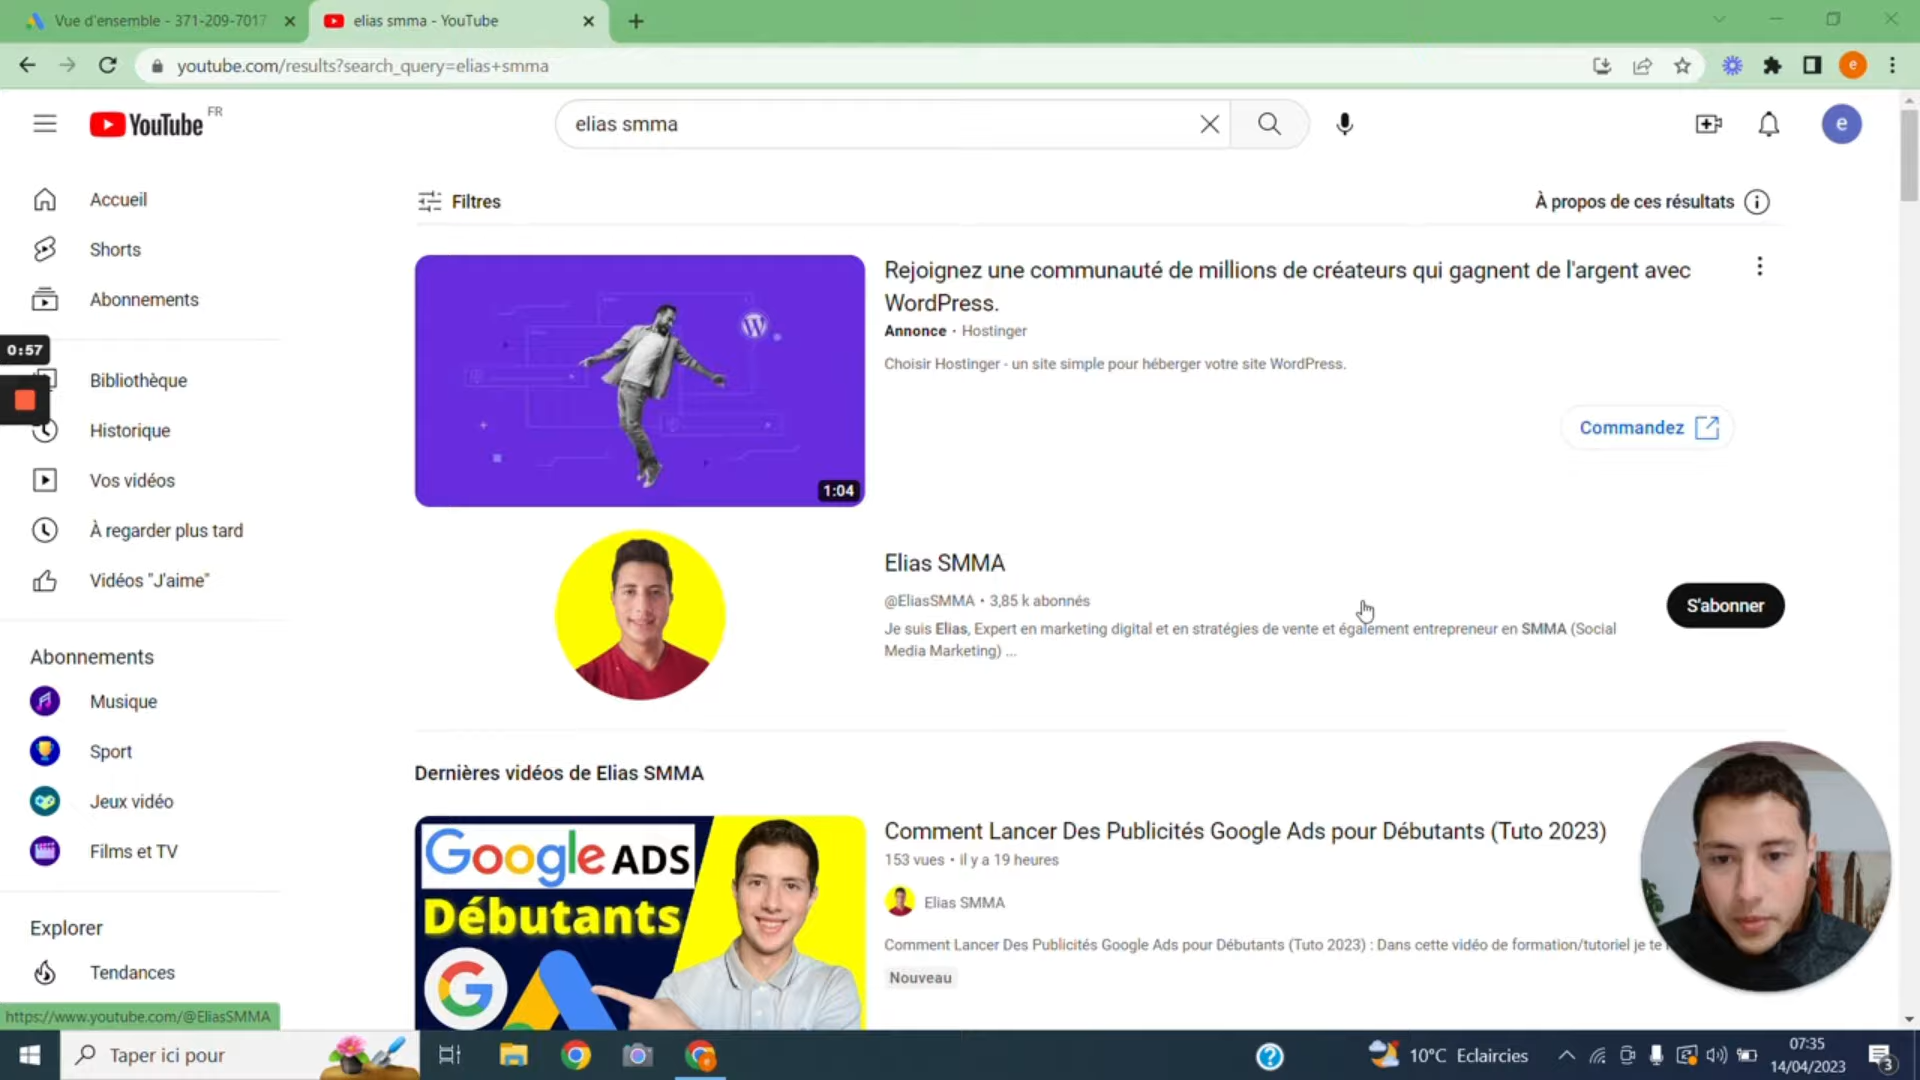 Vue d'ensemble - 371-209-7017
elias smma - YouTube
youtube.com/results?search_query=elias+smma
e
YouTube
FR
elias smma
e
Accueil
Shorts
Abonnements
0:57
Bibliothèque
Historique
Vos vidéos
À regarder plus tard
Vidéos "J'aime"
Abonnements
Musique
Sport
Jeux vidéo
Films et TV
Explorer
Tendances
https://www.youtube.com/@EliasSMMA
Filtres
À propos de ces résultats
Rejoignez une communauté de millions de créateurs qui gagnent de l'argent avec
WordPress.
Annonce · Hostinger
Choisir Hostinger - un site simple pour héberger votre site WordPress.
Commandez
1:04
Elias SMMA
@EliasSMMA • 3,85 k abonnés
Je suis Elias, Expert en marketing digital et en stratégies de vente et également entrepreneur en SMMA (Social
Media Marketing) ...
S'abonner
Dernières vidéos de Elias SMMA
Google ADS
Débutants
Comment Lancer Des Publicités Google Ads pour Débutants (Tuto 2023)
153 vues • il y a 19 heures
Elias SMMA
Comment Lancer Des Publicités Google Ads pour Débutants (Tuto 2023) : Dans cette vidéo de formation/tutoriel je te
Nouveau
Taper ici pour
10°C Eclaircies
07:35
14/04/2023
3